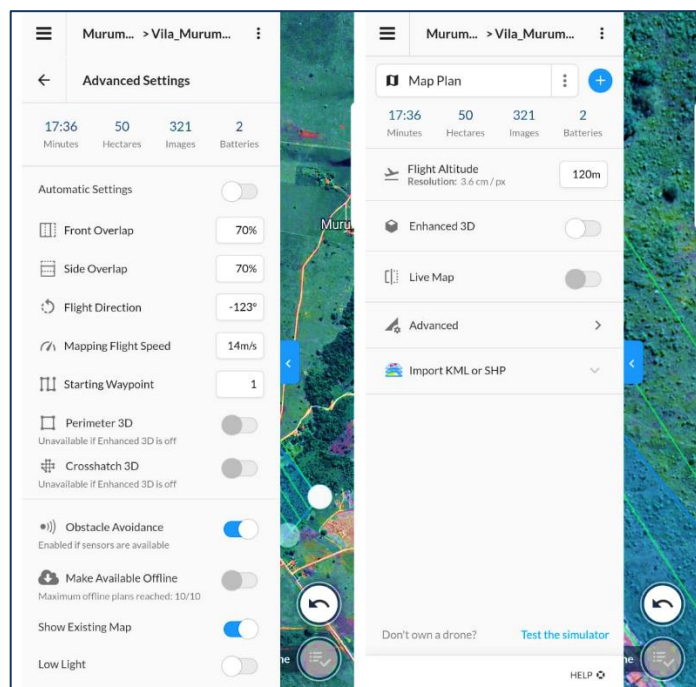 Murum... > Vila_Murum...
Advanced Settings
17:36 50 321 2
Minutes Hectares Images Batteries
Automatic Settings
Front Overlap 70%
Side Overlap 70%
Flight Direction -123°
Mapping Flight Speed 14m/s
Starting Waypoint 1
Perimeter 3D
Unavailable if Enhanced 3D is off
Crosshatch 3D
Unavailable if Enhanced 3D is off
Obstacle Avoidance
Enabled if sensors are available
Make Available Offline
Maximum offline plans reached: 10/10
Show Existing Map
Low Light
Muru
ne
Murum... > Vila_Murum...
Map Plan
17:36 50 321 2
Minutes Hectares Images Batteries
Flight Altitude 120m
Resolution: 3.6 cm / px
Enhanced 3D
Live Map
Advanced
Import KML or SHP
Don't own a drone? Test the simulator
HELP
ne